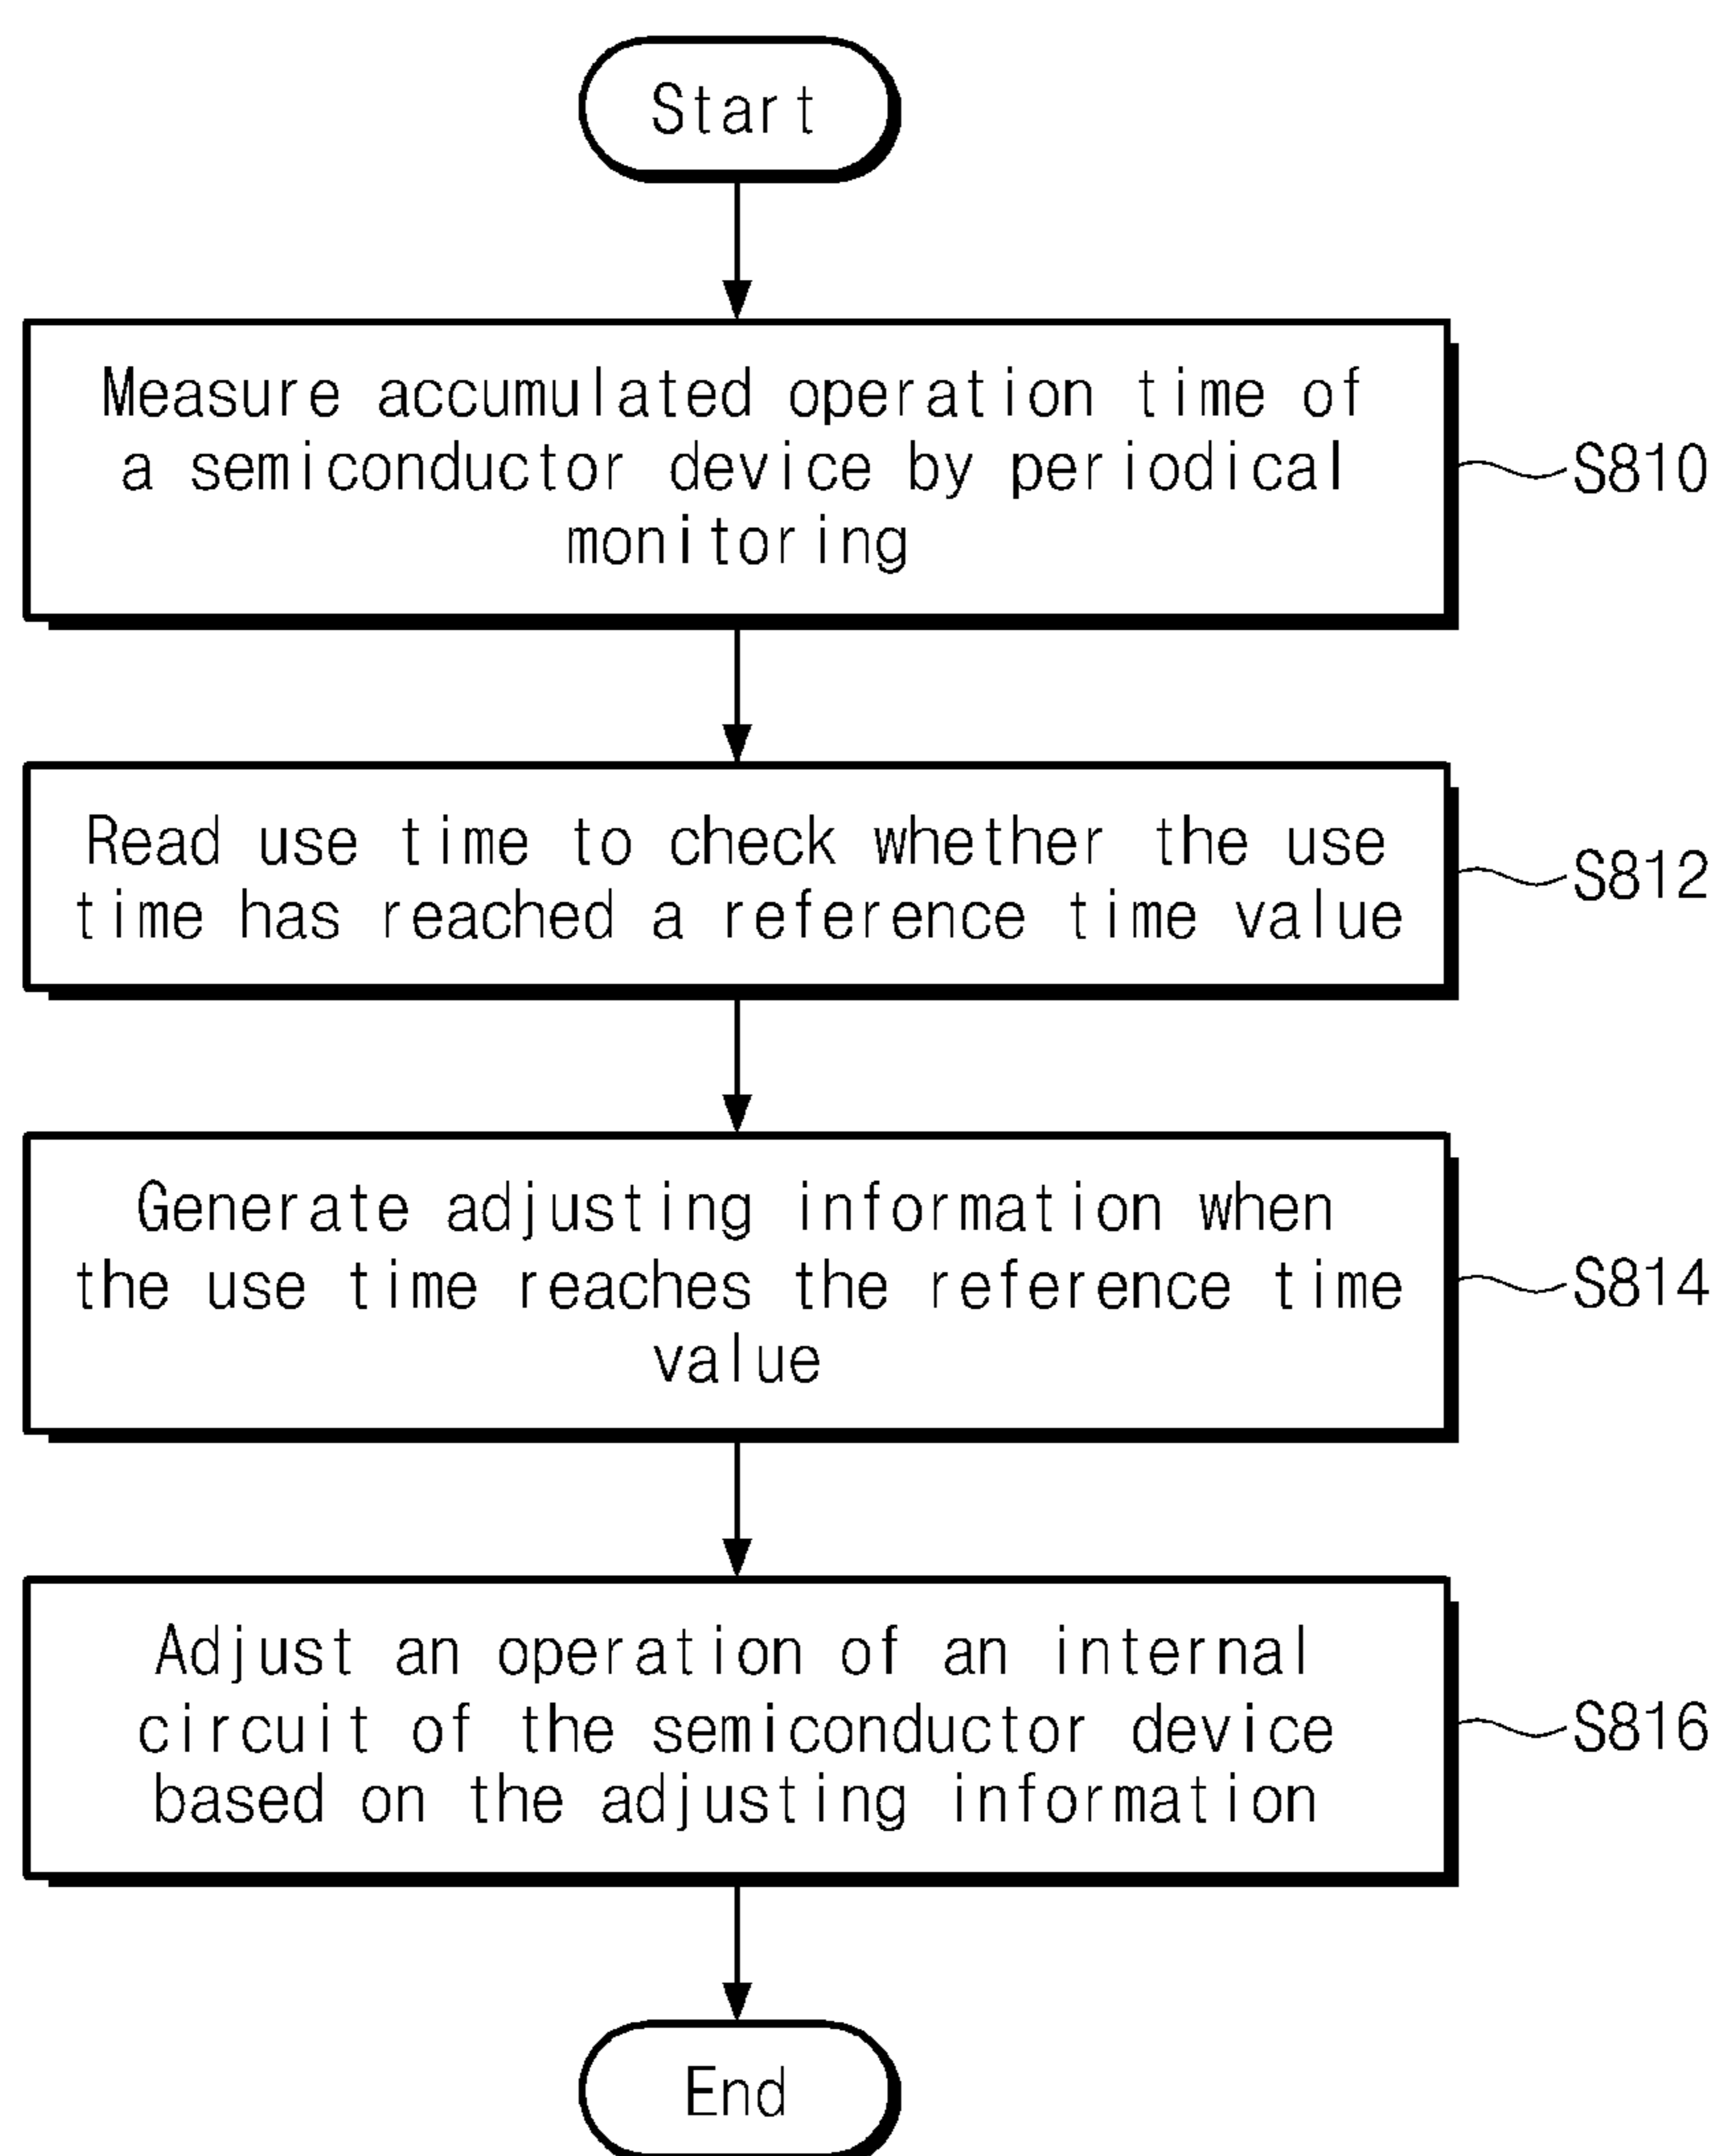 Start
Measure accumulated operation time of
a semiconductor device by periodical
monitoring
S810
Read use time to check whether the use
time has reached a reference time value
S812
Generate adjusting information when
the use time reaches the reference time
value
S814
Adjust an operation of an internal
circuit of the semiconductor device
based on the adjusting information
S816
End